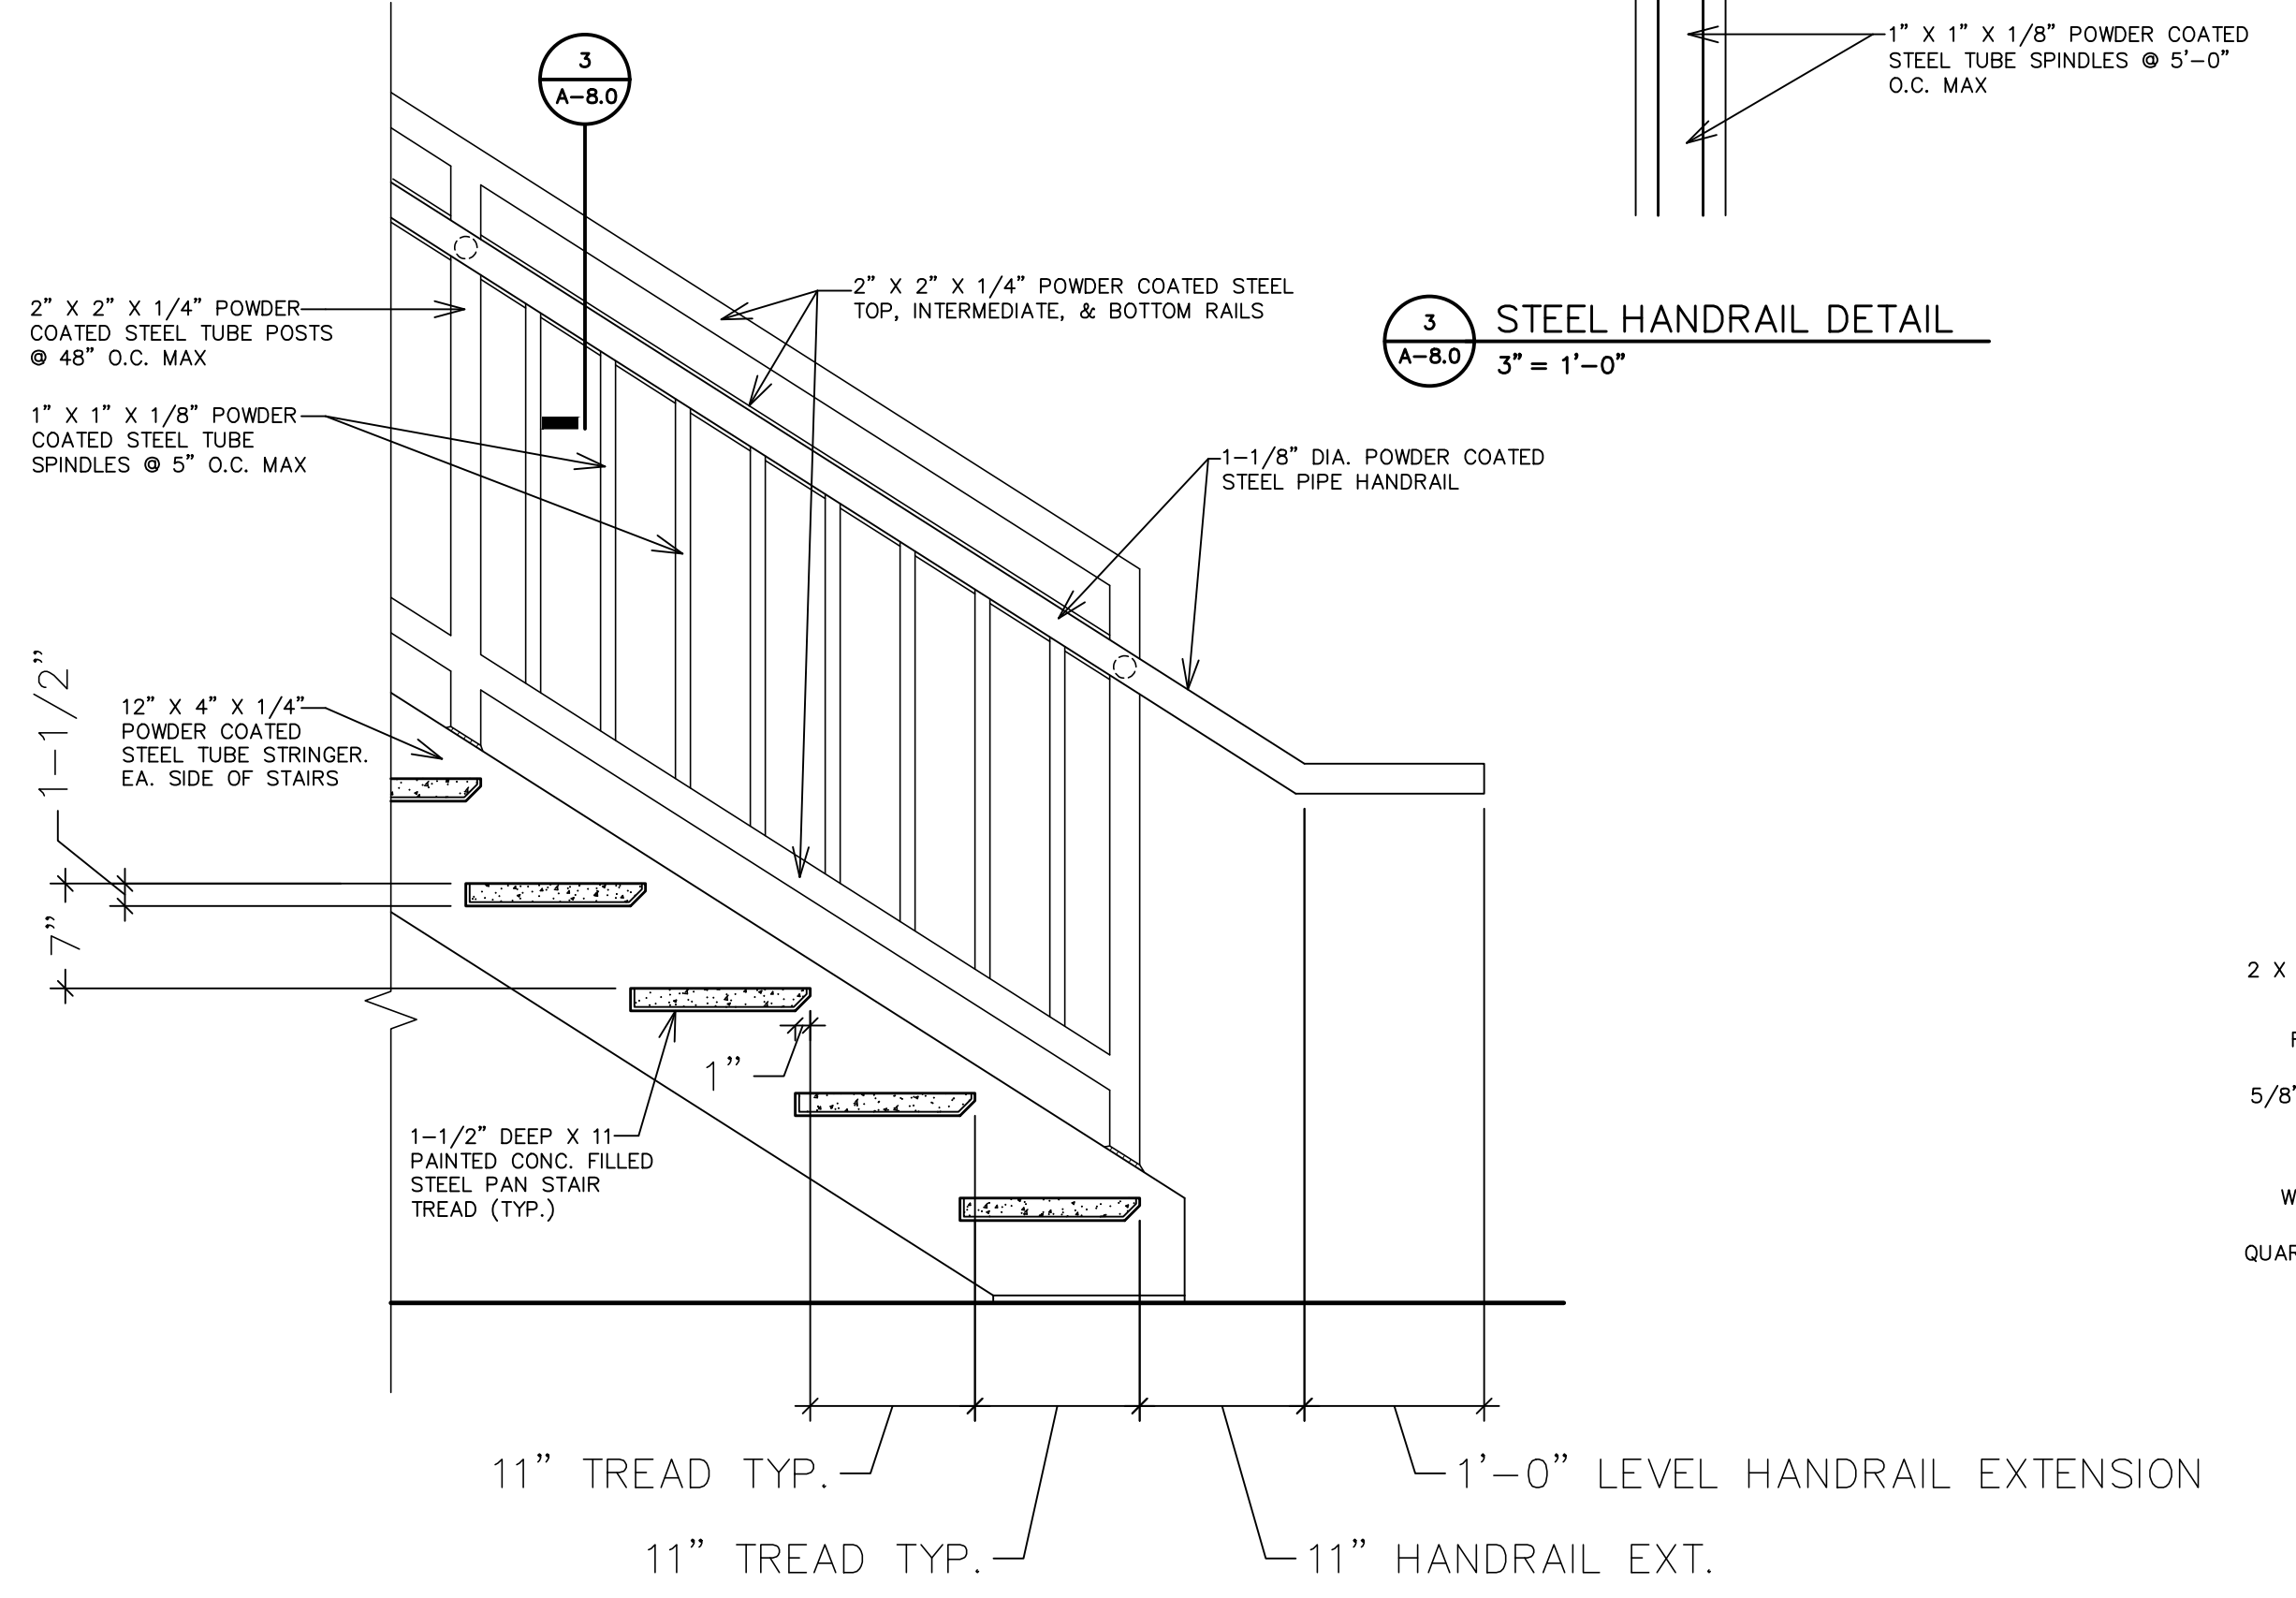 3
A-8.0
1" X 1" X 1/8" POWDER COATED
STEEL TUBE SPINDLES @ 5'-0"
O.C. MAX
2" X 2" X 1/4" POWDER
COATED STEEL TUBE POSTS
@ 48" O.C. MAX
2" X 2" X 1/4" POWDER COATED STEEL
TOP, INTERMEDIATE, & BOTTOM RAILS
3
A-8.0
STEEL HANDRAIL DETAIL
3" = 1'-0"
1" X 1" X 1/8" POWDER
COATED STEEL TUBE
SPINDLES @ 5" O.C. MAX
1-1/8" DIA. POWDER COATED
STEEL PIPE HANDRAIL
1-1/2"
12" X 4" X 1/4"
POWDER COATED
STEEL TUBE STRINGER.
EA. SIDE OF STAIRS
7"
1"
1-1/2" DEEP X 11
PAINTED CONC. FILLED
STEEL PAN STAIR
TREAD (TYP.)
2 X
5/8"
11" TREAD TYP.
1'-0" LEVEL HANDRAIL EXTENSION
11" TREAD TYP.
11" HANDRAIL EXT.